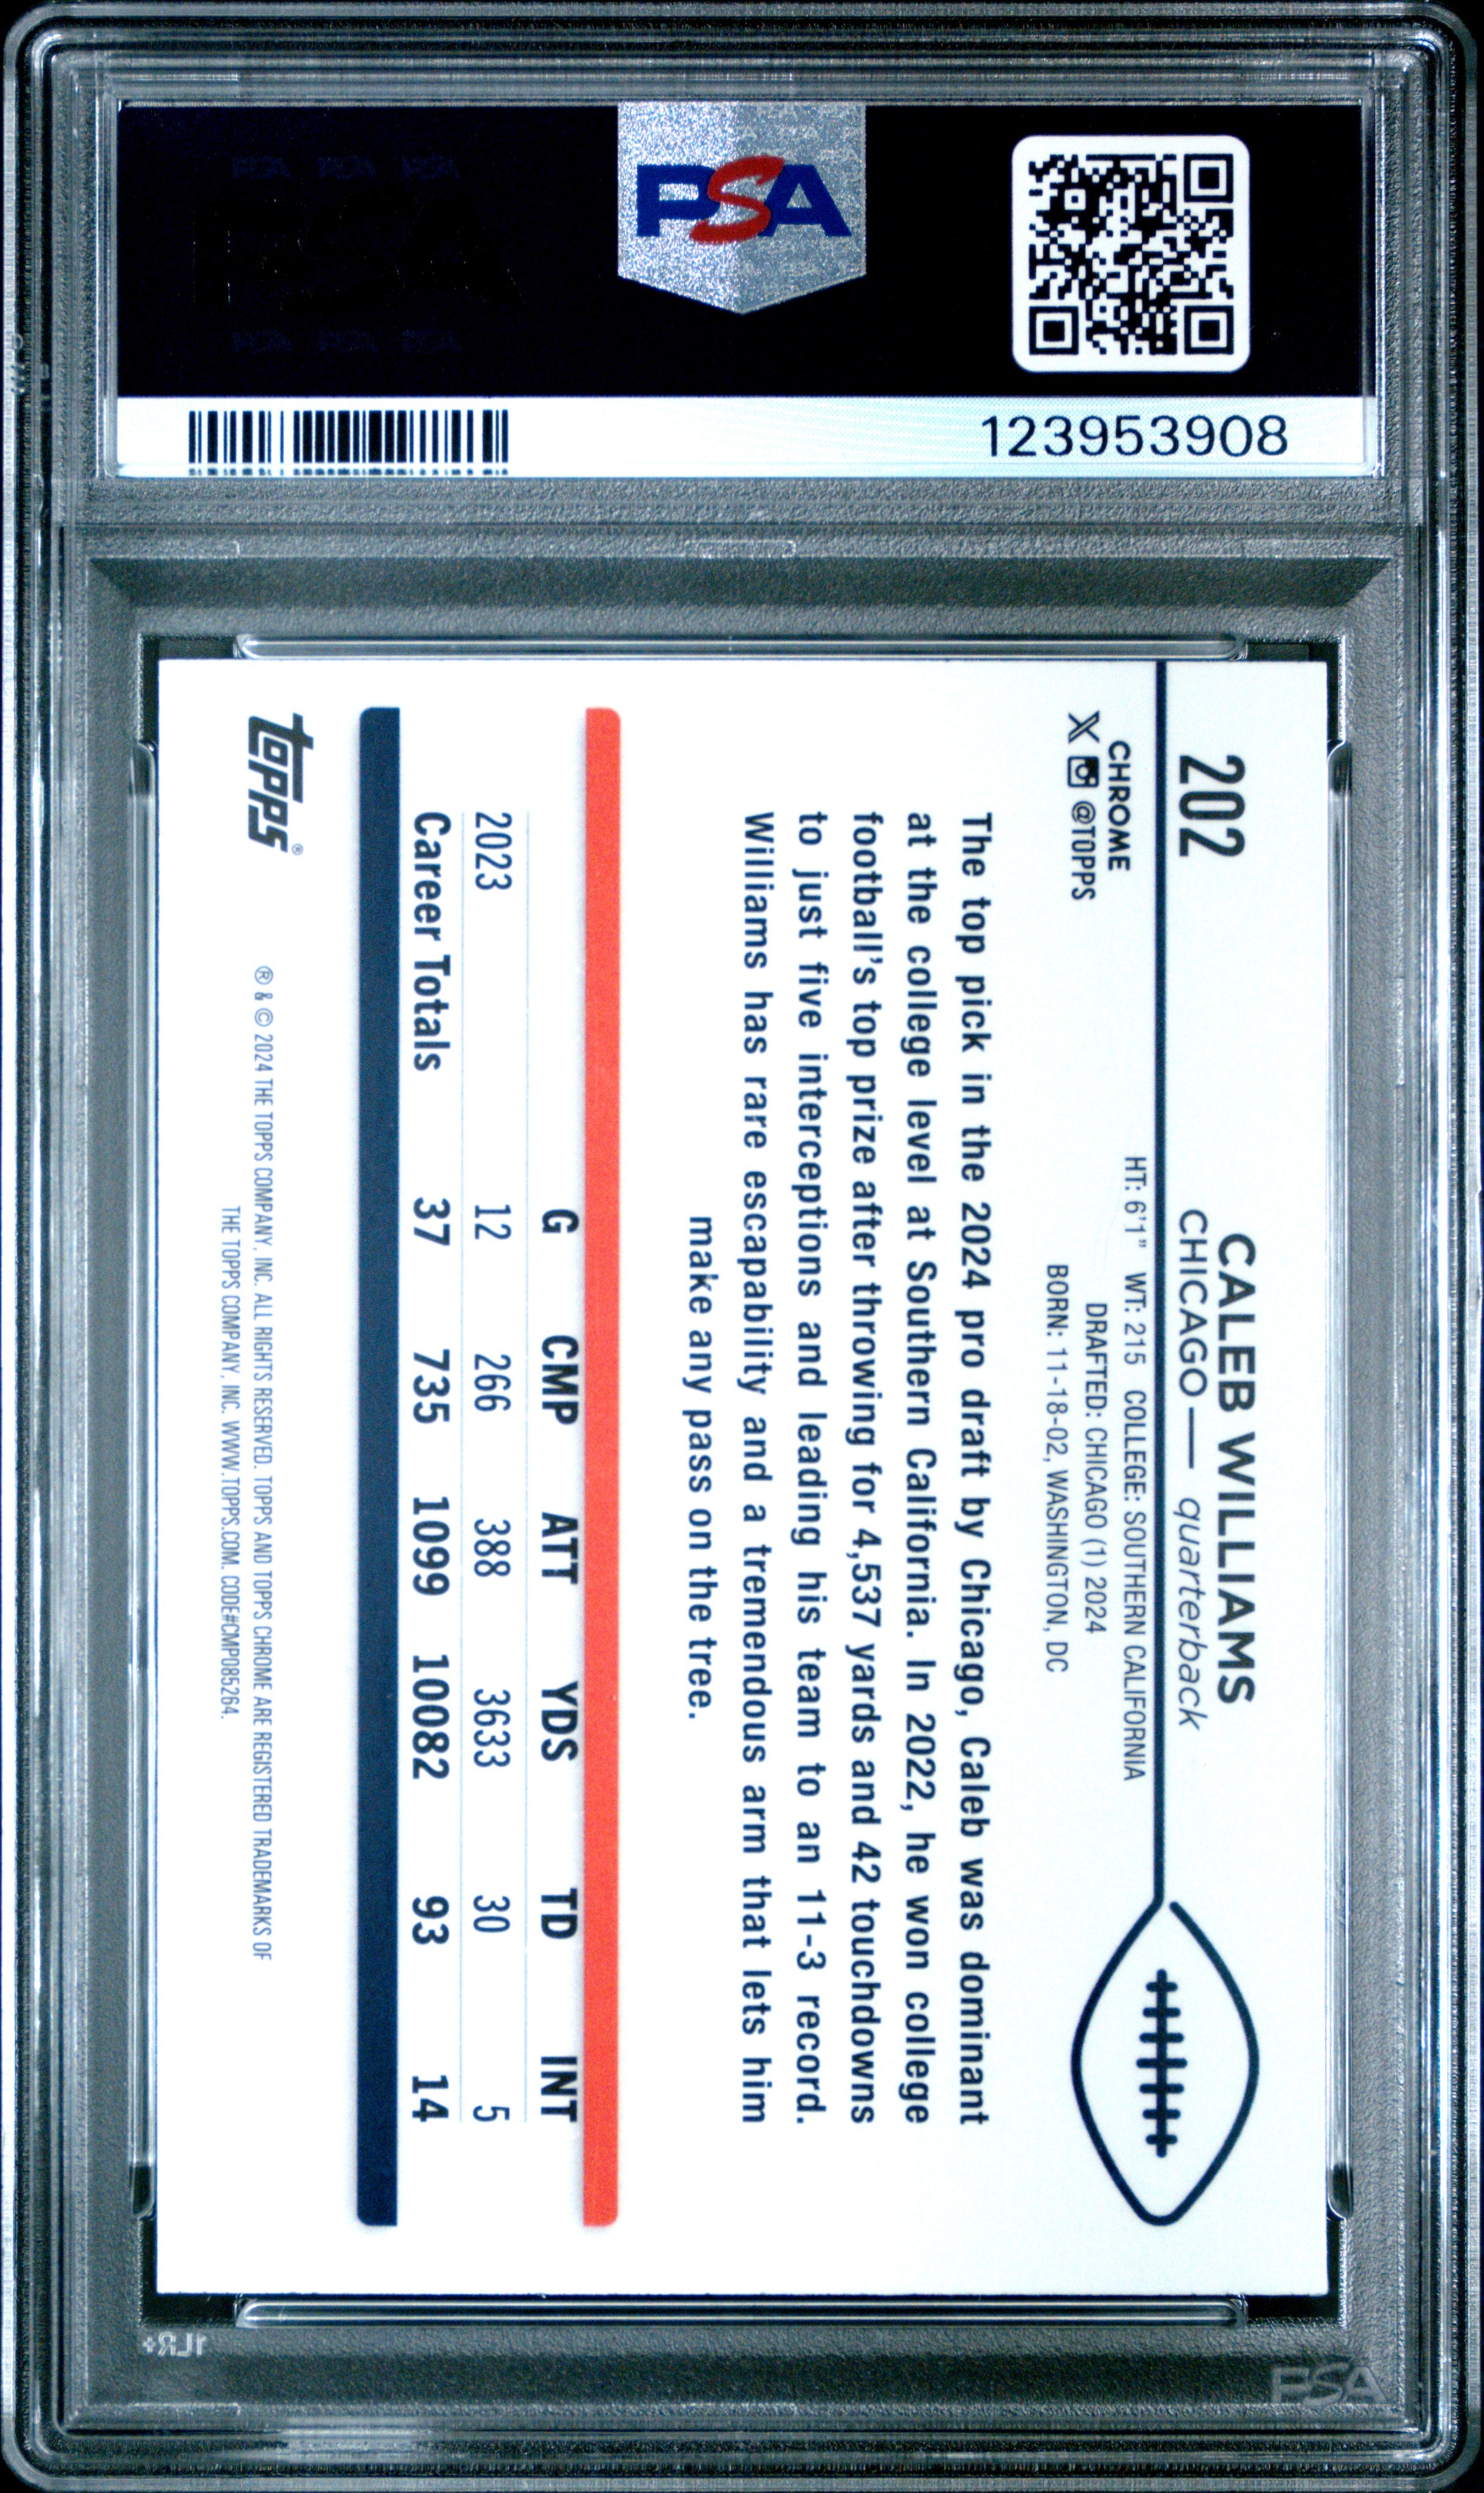 PSA
123953908
202
CALEB WILLIAMS
CHICAGO — quarterback
CHROME
X @TOPPS
HT: 6'1" WT: 215 COLLEGE: SOUTHERN CALIFORNIA
DRAFTED: CHICAGO (1) 2024
BORN: 11-18-02, WASHINGTON, DC
The top pick in the 2024 pro draft by Chicago, Caleb was dominant
at the college level at Southern California. In 2022, he won college
football's top prize after throwing for 4,537 yards and 42 touchdowns
to just five interceptions and leading his team to an 11-3 record.
Williams has rare escapability and a tremendous arm that lets him
make any pass on the tree.
G CMP ATT YDS TD INT
2023 12 266 388 3633 30 5
Career Totals 37 735 1099 10082 93 14
topps®
® & © 2024 THE TOPPS COMPANY, INC. ALL RIGHTS RESERVED. TOPPS AND TOPPS CHROME ARE REGISTERED TRADEMARKS OF
THE TOPPS COMPANY, INC. WWW.TOPPS.COM. CODE#CMP085264.
PSA